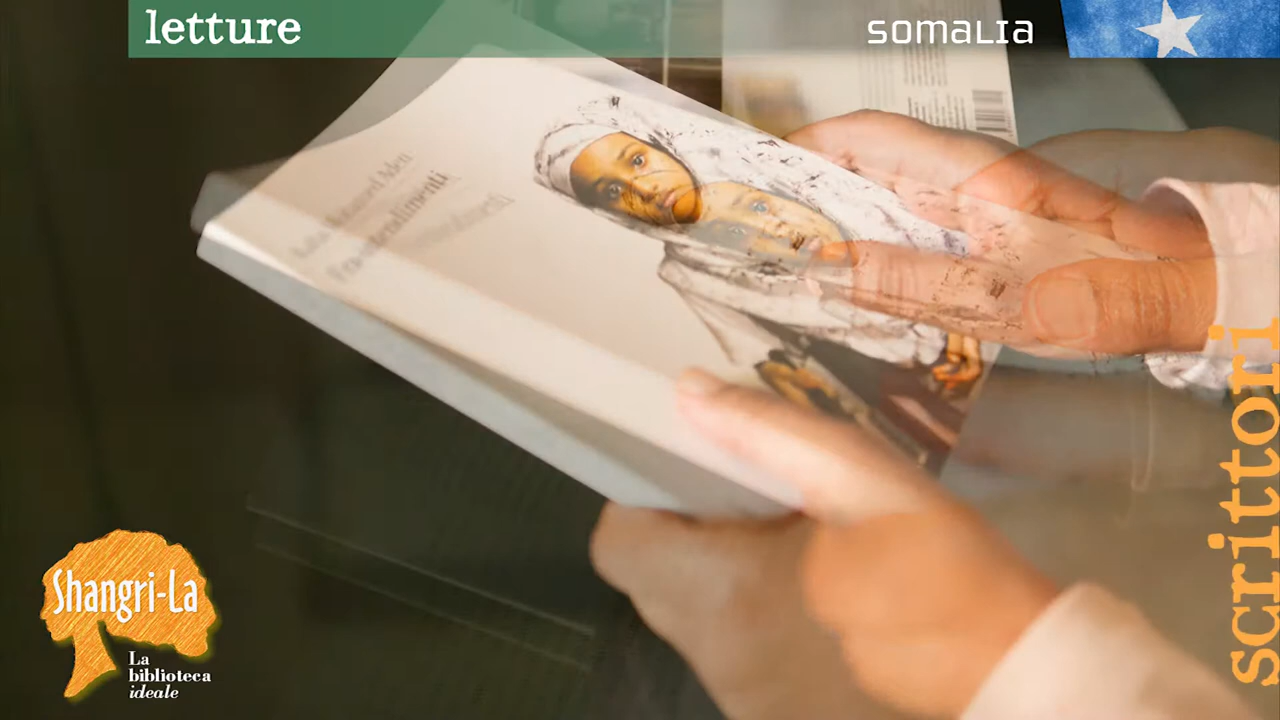 letture
SOMALIA
scrittori
Shangri-La
La
biblioteca
ideale